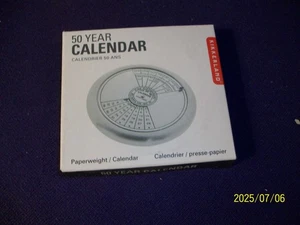 50 YEAR
CALENDAR
CALENDRIER 50 ANS
KIKKERLAND
Paperweight / Calendar
Calendrier / presse-papier
50 YEAR CALENDAR
2025/07/06